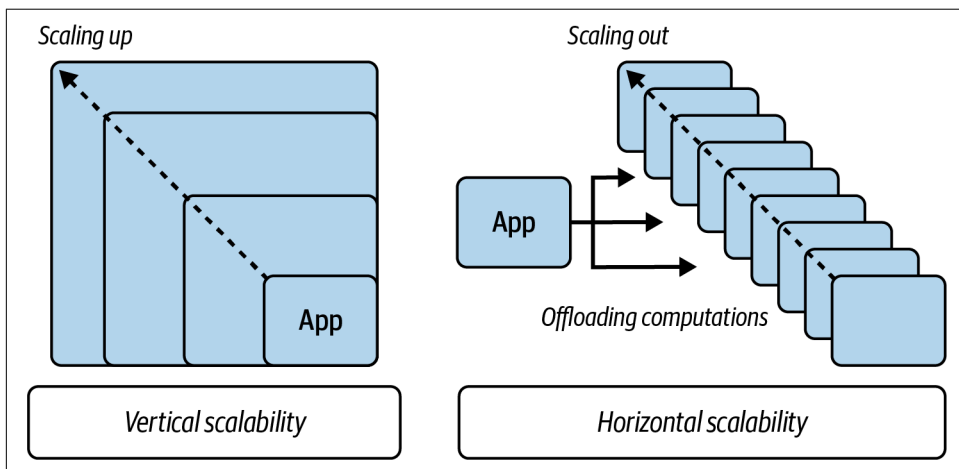 Scaling up
App
Vertical scalability
Scaling out
App
Offloading computations
Horizontal scalability